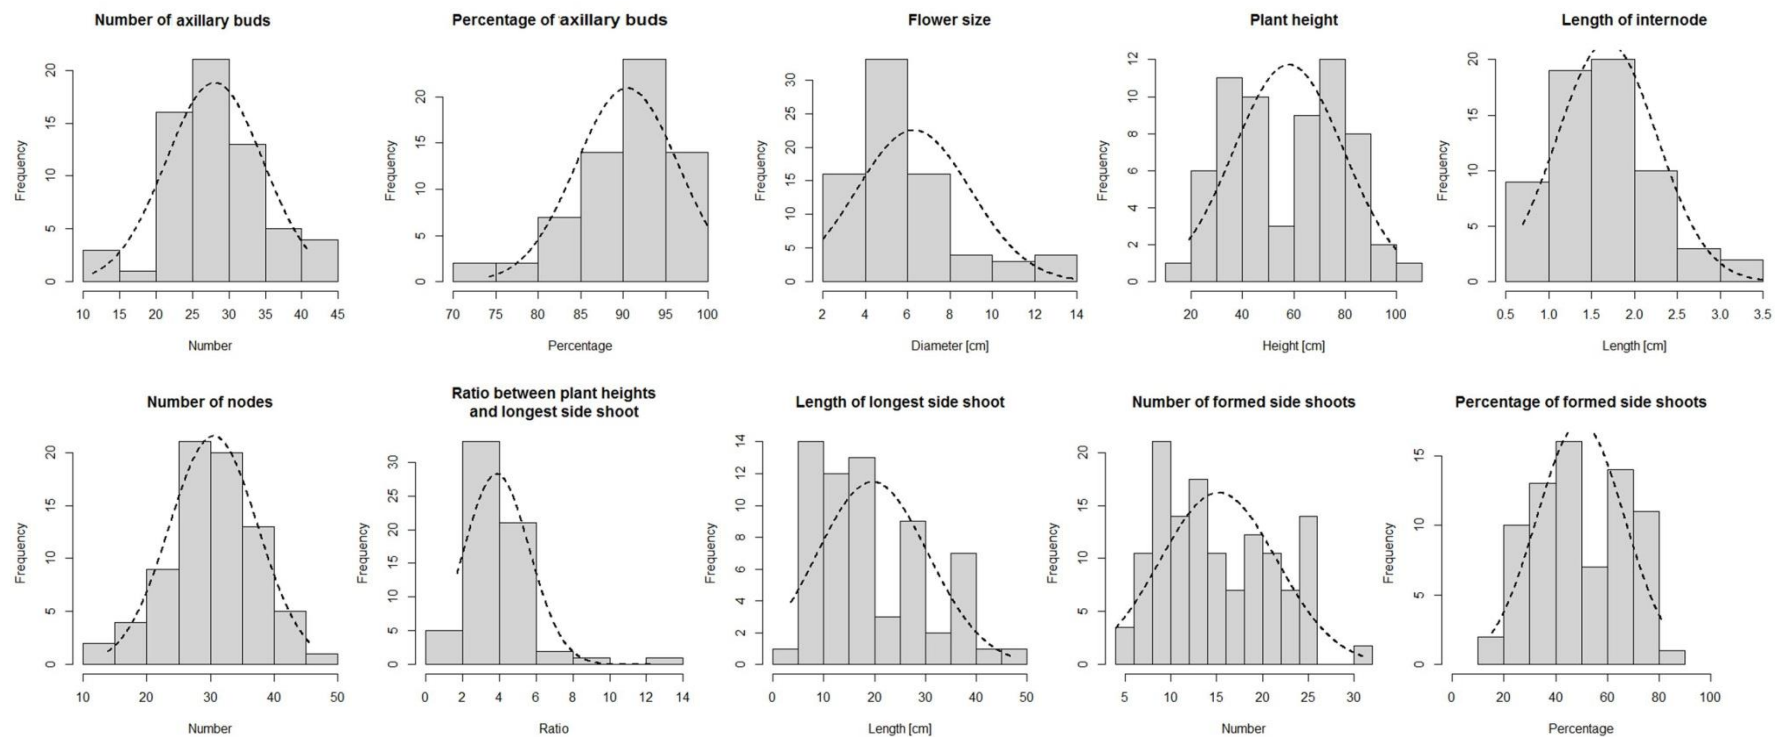 Number of axillary buds
Percentage of axillary buds
Flower size
Plant height
Length of internode
Frequency
0 5 10 15 20
10 15 20 25 30 35 40 45
Number
Frequency
0 5 10 15 20
70 75 80 85 90 95 100
Percentage
Frequency
0 5 10 15 20 25 30
2 4 6 8 10 12 14
Diameter [cm]
Frequency
0 2 4 6 8 10 12
20 40 60 80 100
Height [cm]
Frequency
0 5 10 15 20
0.5 1.0 1.5 2.0 2.5 3.0 3.5
Length [cm]
Number of nodes
Ratio between plant heights
and longest side shoot
Length of longest side shoot
Number of formed side shoots
Percentage of formed side shoots
Frequency
0 5 10 15 20
10 20 30 40 50
Number
Frequency
0 5 10 15 20 25 30
0 2 4 6 8 10 12 14
Ratio
Frequency
0 2 4 6 8 10 12 14
0 10 20 30 40 50
Length [cm]
Frequency
0 5 10 15 20
5 10 15 20 25 30
Number
Frequency
0 5 10 15
0 20 40 60 80 100
Percentage